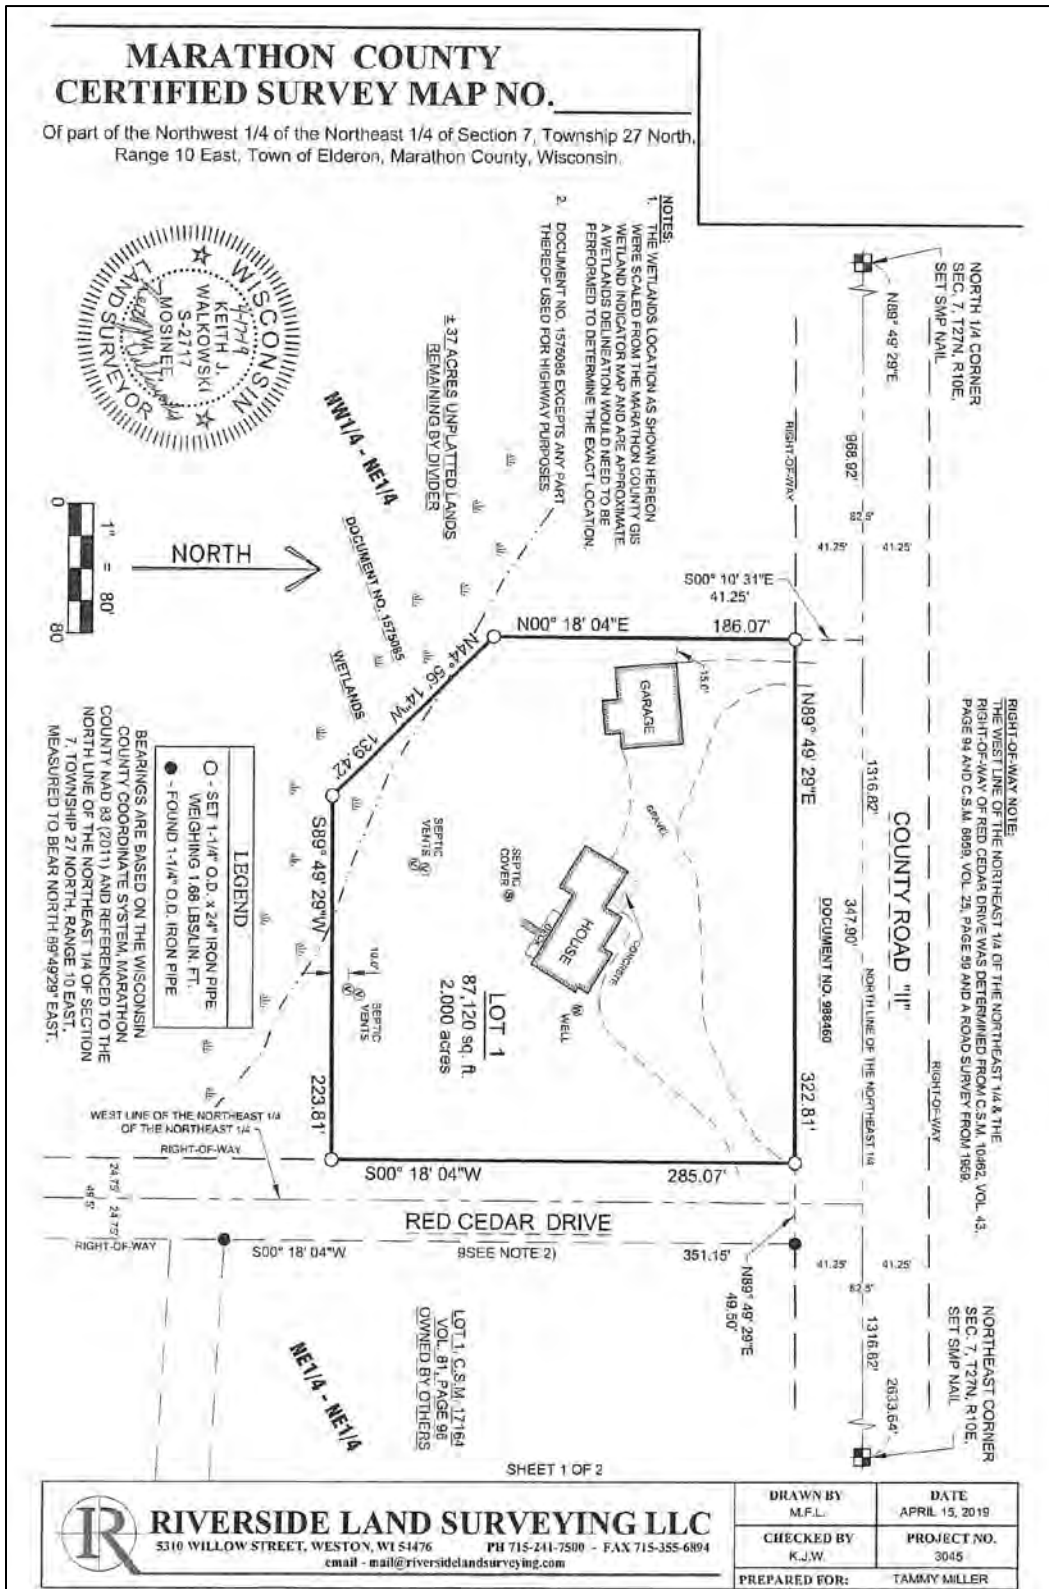 MARATHON COUNTY
CERTIFIED SURVEY MAP NO.
Of part of the Northwest 1/4 of the Northeast 1/4 of Section 7, Township 27 North,
Range 10 East, Town of Elderon, Marathon County, Wisconsin.
WISCONSIN
LAND SURVEYOR
4-17-19
KEITH J.
WALKOWSKI
S-2717
MOSINEE,
WI
NOTES:
1. THE WETLANDS LOCATION AS SHOWN HEREON
WERE SCALED FROM THE MARATHON COUNTY GIS
WETLAND INDICATOR MAP AND ARE APPROXIMATE.
A WETLANDS DELINEATION WOULD NEED TO BE
PERFORMED TO DETERMINE THE EXACT LOCATION.
2. DOCUMENT NO. 1575085 EXCEPTS ANY PART
THEREOF USED FOR HIGHWAY PURPOSES
± 37 ACRES UNPLATTED LANDS
REMAINING BY DIVIDER
NW1/4 - NE1/4
DOCUMENT NO. 1575085
WETLANDS
NORTH
1" = 80'
0
80
NORTH 1/4 CORNER
SEC. 7, T27N, R10E,
SET SMP NAIL
N89° 49' 29"E
968.92'
RIGHT-OF-WAY
82.5'
41.25'
41.25'
S00° 10' 31"E
41.25'
N00° 18' 04"E
186.07'
N44° 56' 14"W
139.42'
15.0'
GARAGE
N89° 49' 29"E
322.81'
1316.82'
347.90'
DOCUMENT NO. 988460
NORTH LINE OF THE NORTHEAST 1/4
COUNTY ROAD "II"
RIGHT-OF-WAY
RIGHT-OF-WAY NOTE:
THE WEST LINE OF THE NORTHEAST 1/4 OF THE NORTHEAST 1/4 & THE
RIGHT-OF-WAY OF RED CEDAR DRIVE WAS DETERMINED FROM C.S.M. 10462, VOL. 43,
PAGE 94 AND C.S.M. 6659, VOL. 25, PAGE 59 AND A ROAD SURVEY FROM 1959.
GRAVEL
CONCRETE
HOUSE
DECK
SEPTIC
VENTS
SEPTIC
COVER
WELL
SEPTIC
VENTS
10.0'
LOT 1
87,120 sq. ft.
2.000 acres
S89° 49' 29"W
223.81'
LEGEND
- SET 1-1/4" O.D. x 24" IRON PIPE
WEIGHING 1.68 LBS/LIN. FT.
- FOUND 1-1/4" O.D. IRON PIPE
BEARINGS ARE BASED ON THE WISCONSIN
COUNTY COORDINATE SYSTEM, MARATHON
COUNTY NAD 83 (2011) AND REFERENCED TO THE
NORTH LINE OF THE NORTHEAST 1/4 OF SECTION
7, TOWNSHIP 27 NORTH, RANGE 10 EAST,
MEASURED TO BEAR NORTH 89°49'29" EAST.
WEST LINE OF THE NORTHEAST 1/4
OF THE NORTHEAST 1/4
RIGHT-OF-WAY
S00° 18' 04"W
285.07'
24.75'
24.75'
49.5'
RED CEDAR DRIVE
RIGHT-OF-WAY
S00° 18' 04"W
9SEE NOTE 2)
351.15'
N89° 49' 29"E
49.50'
41.25'
41.25'
82.5'
1316.82'
2633.64'
NORTHEAST CORNER
SEC. 7, T27N, R10E,
SET SMP NAIL
LOT 1, C.S.M. 17164
VOL. 81, PAGE 96
OWNED BY OTHERS
NE1/4 - NE1/4
SHEET 1 OF 2
R
RIVERSIDE LAND SURVEYING LLC
5310 WILLOW STREET, WESTON, WI 54476 PH 715-241-7500 - FAX 715-355-6894
email - mail@riversidelandsurveying.com
DRAWN BY
M.F.L.
DATE
APRIL 15, 2019
CHECKED BY
K.J.W.
PROJECT NO.
3045
PREPARED FOR:
TAMMY MILLER